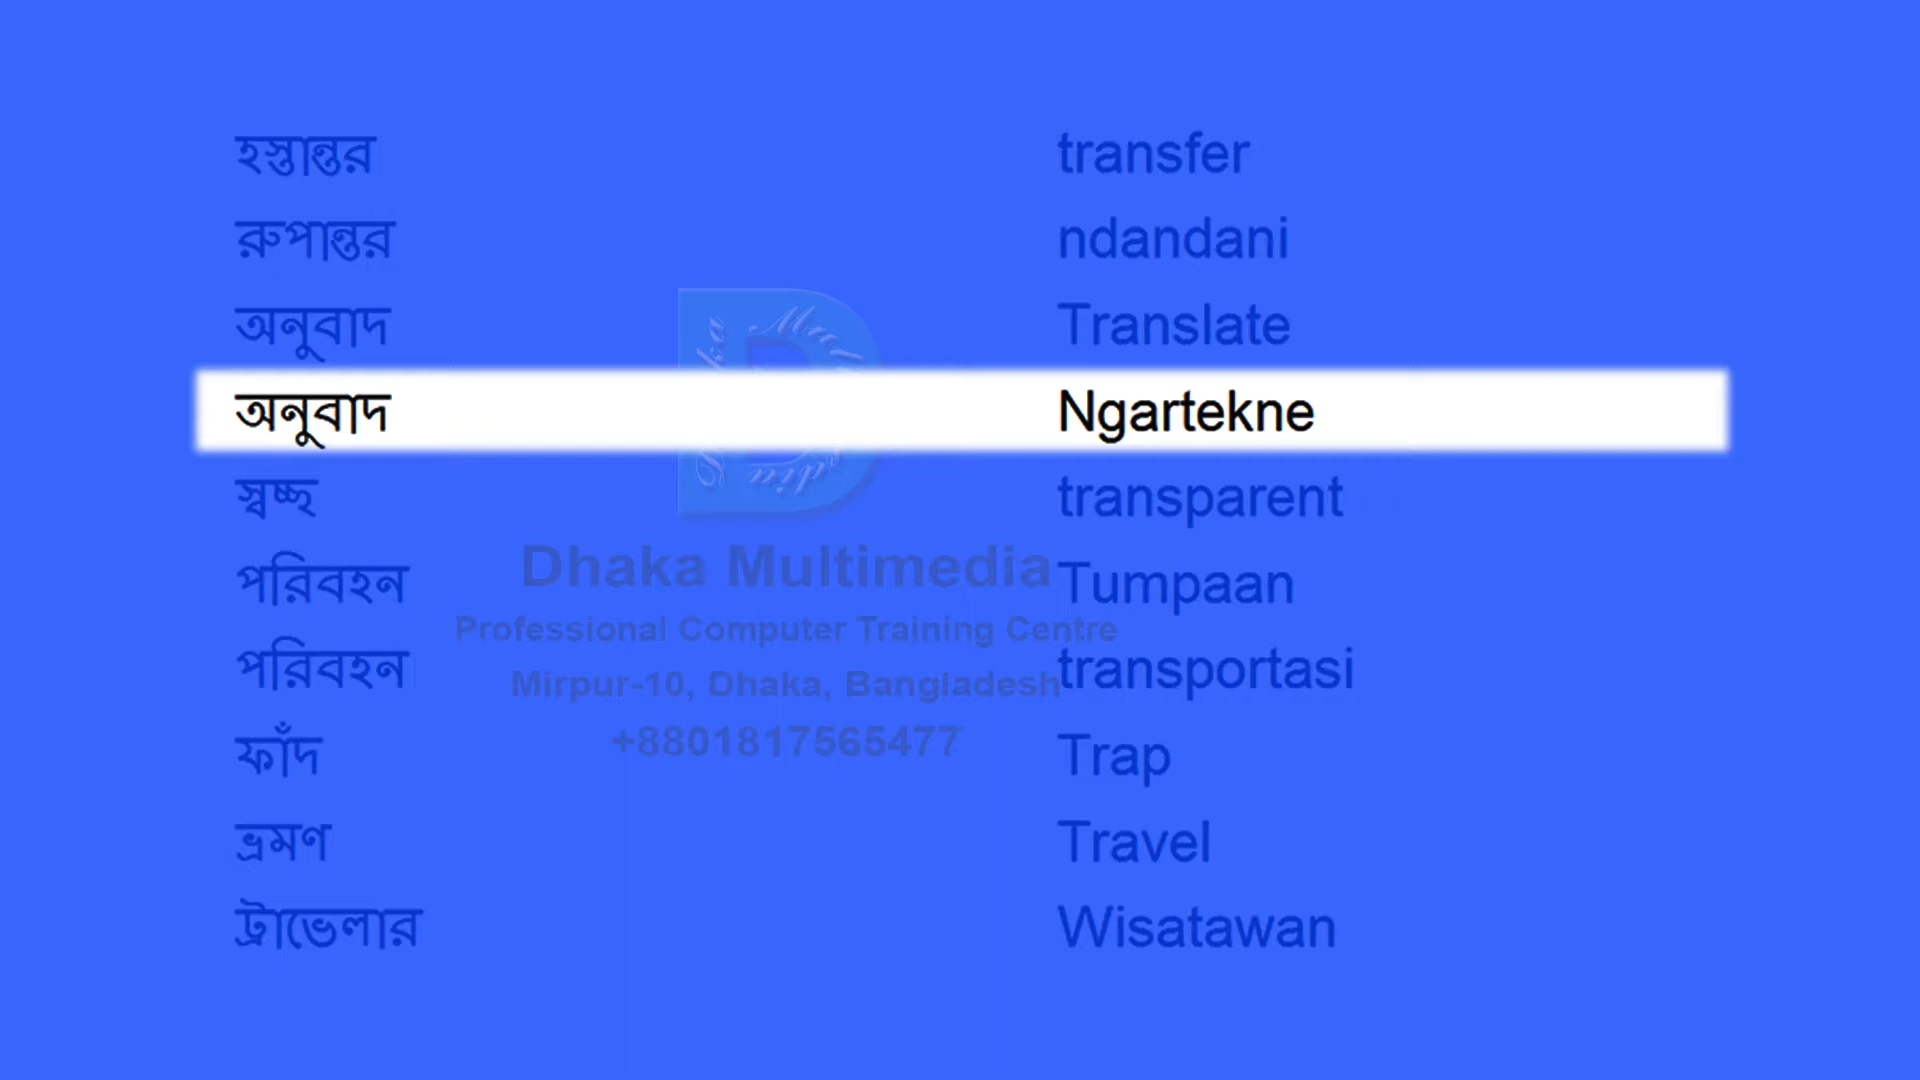 হস্তান্তর transfer
রুপান্তর ndandani
অনুবাদ Translate
অনুবাদ Ngartekne
স্বচ্ছ transparent
পরিবহন Tumpaan
পরিবহন transportasi
ফাঁদ Trap
ভ্রমণ Travel
ট্রাভেলার Wisatawan
Dhaka Multimedia
Professional Computer Training Centre
Mirpur-10, Dhaka, Bangladesh
+8801817565477